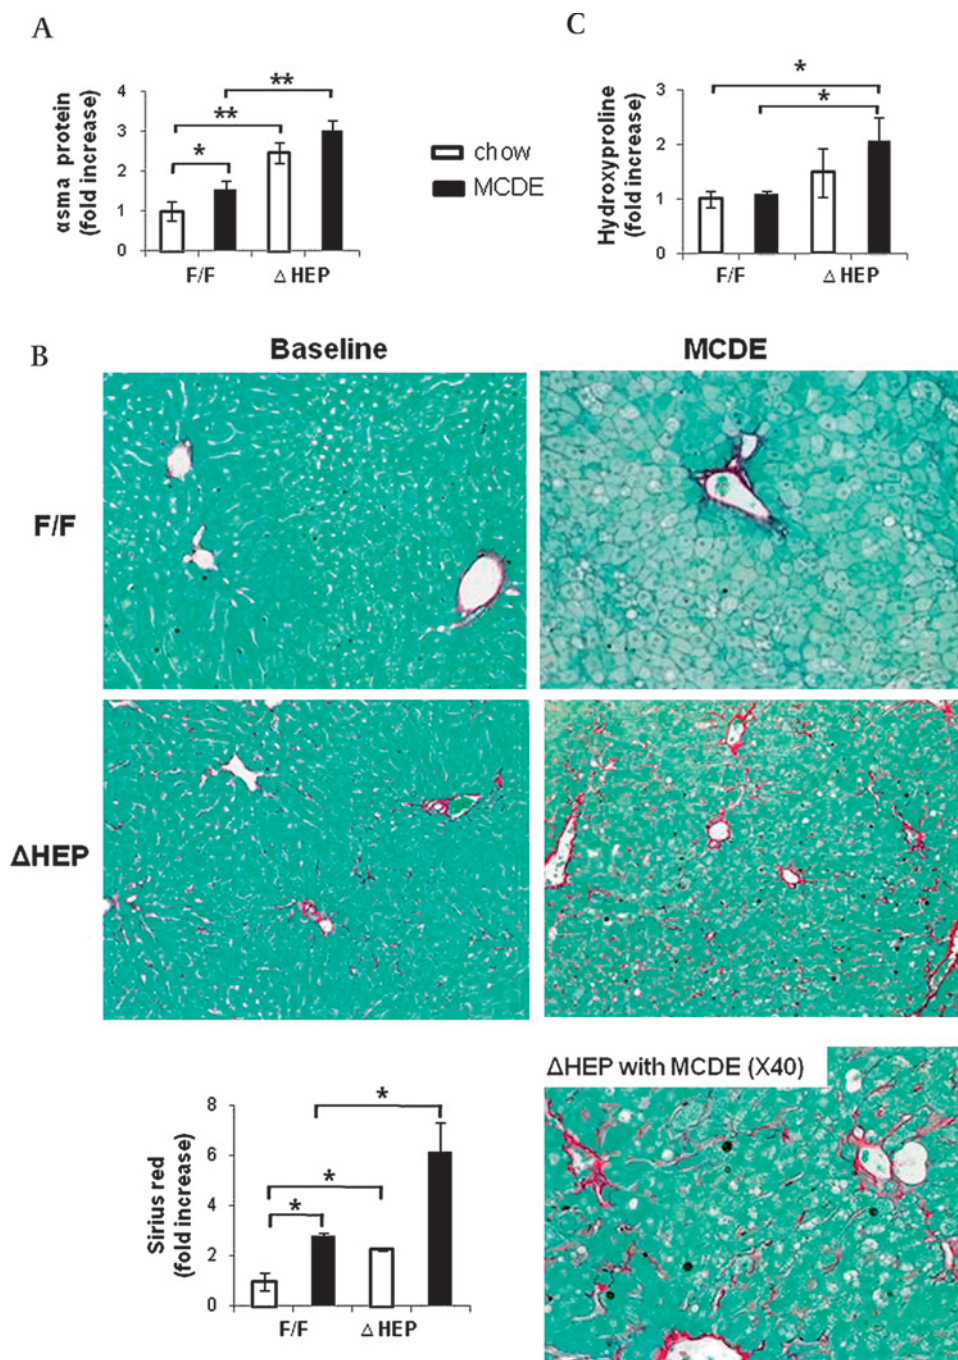 A
αsma protein
(fold increase)
4
3
2
1
0
**
**
*
F/F
Δ HEP
chow
MCDE
C
Hydroxyproline
(fold increase)
3
2
1
0
*
*
F/F
Δ HEP
B
Baseline
MCDE
F/F
ΔHEP
Sirius red
(fold increase)
8
6
4
2
0
*
*
*
F/F
Δ HEP
ΔHEP with MCDE (X40)